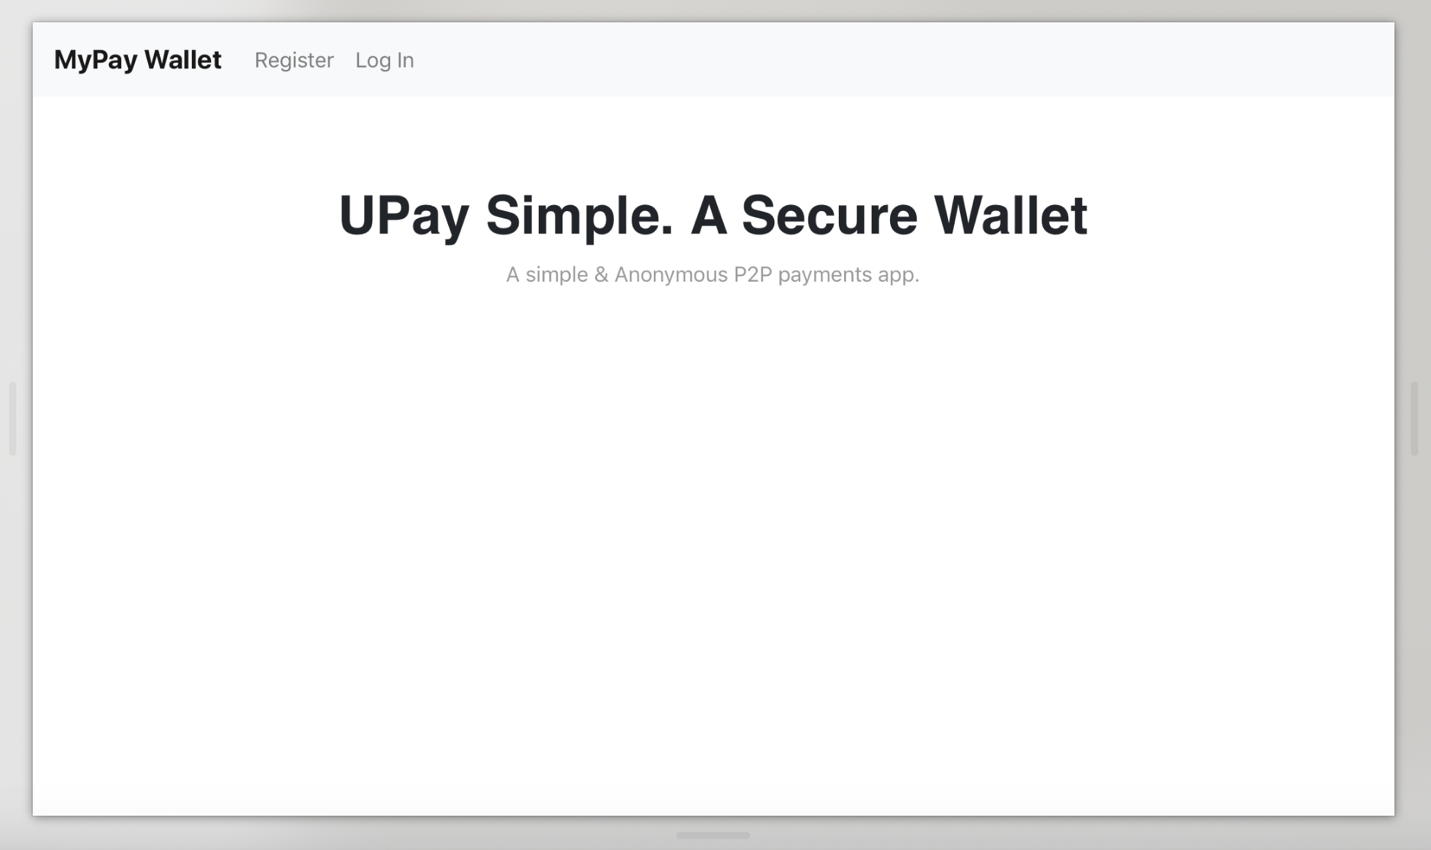 MyPay Wallet Register Log In
UPay Simple. A Secure Wallet
A simple & Anonymous P2P payments app.